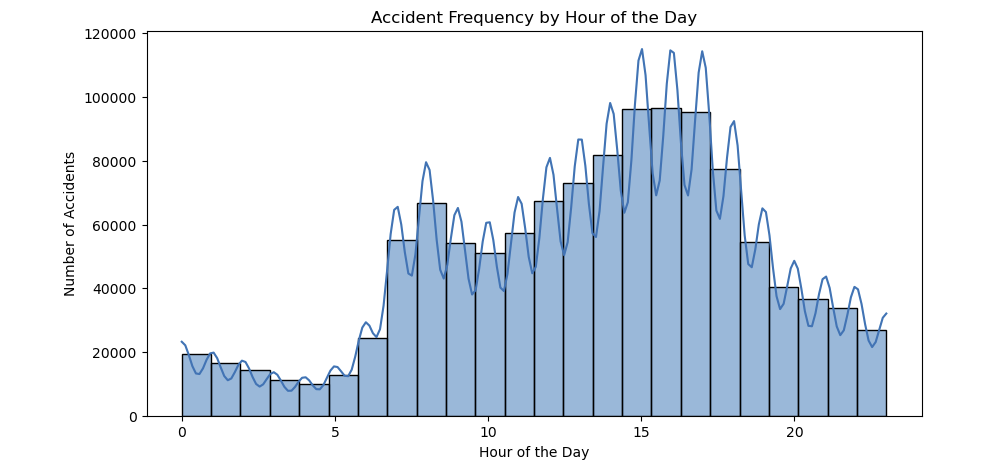 Accident Frequency by Hour of the Day
120000
100000
80000
60000
40000
20000
0
Number of Accidents
0 5 10 15 20
Hour of the Day